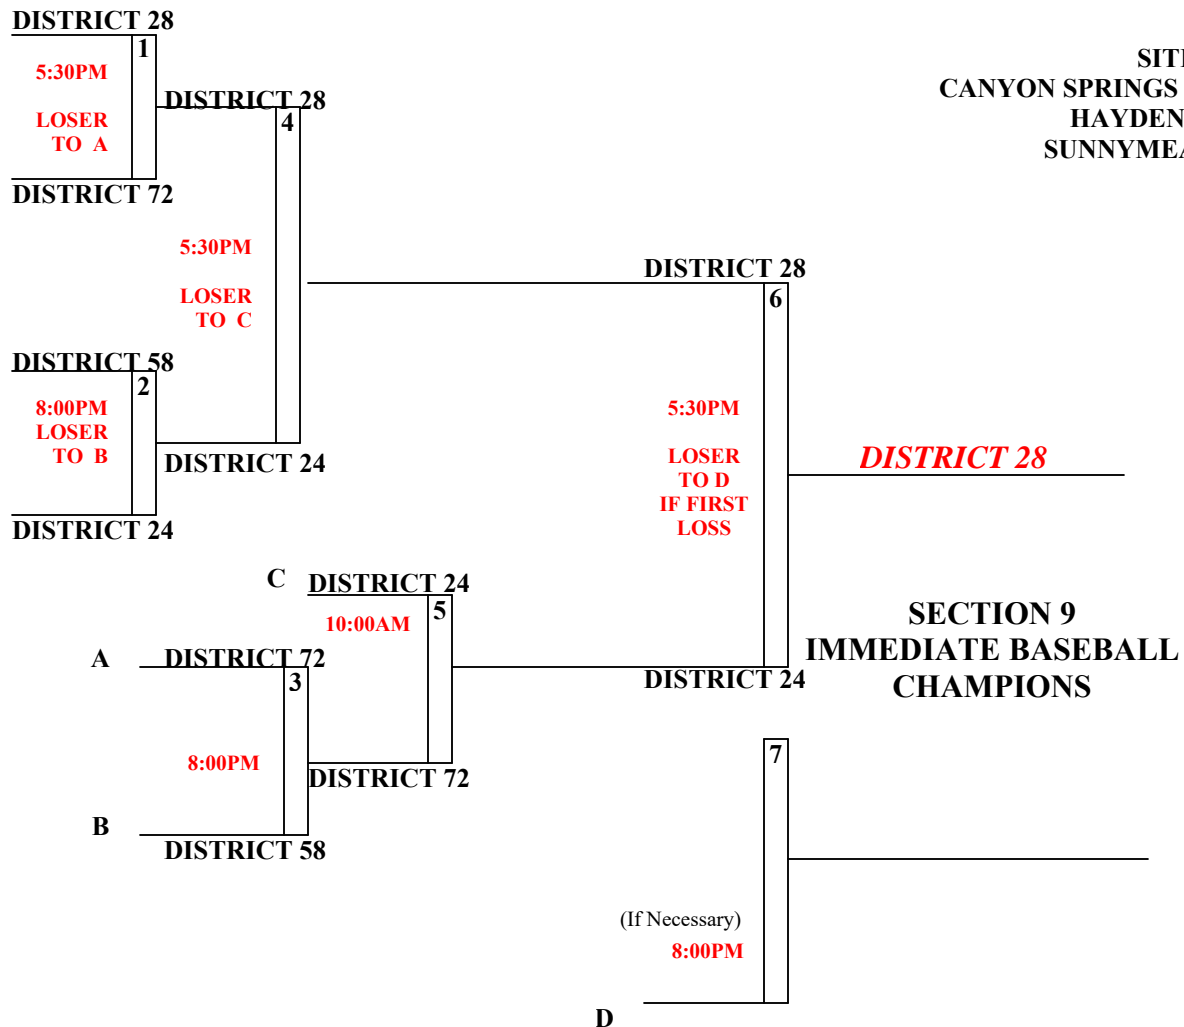 DISTRICT 28
1
5:30PM
LOSER
TO A
DISTRICT 72
SITE
CANYON SPRINGS
HAYDEN
SUNNYMEA
DISTRICT 28
4
5:30PM
LOSER
TO C
DISTRICT 58
2
8:00PM
LOSER
TO B
DISTRICT 24
DISTRICT 24
DISTRICT 28
6
5:30PM
LOSER
TO D
IF FIRST
LOSS
DISTRICT 28
C
DISTRICT 24
5
10:00AM
A
DISTRICT 72
3
8:00PM
DISTRICT 72
B
DISTRICT 58
DISTRICT 24
SECTION 9
IMMEDIATE BASEBALL
CHAMPIONS
7
(If Necessary)
8:00PM
D